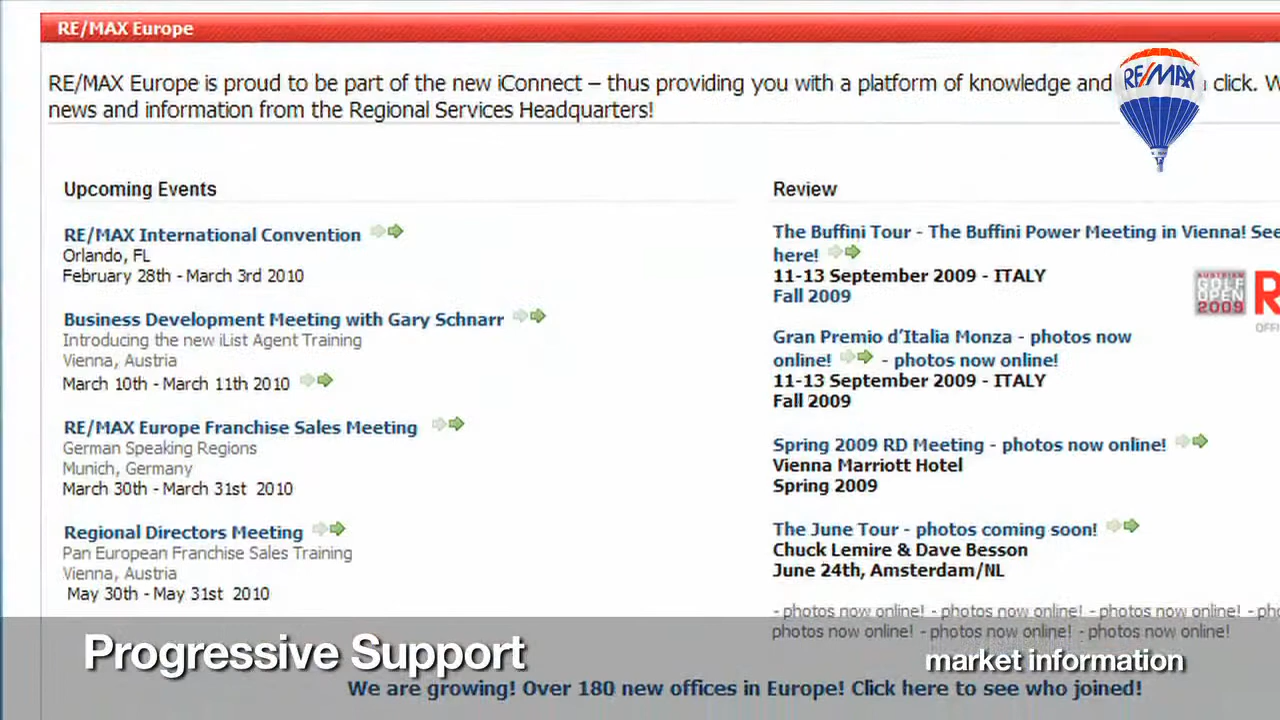 RE/MAX Europe
RE/MAX Europe is proud to be part of the new iConnect – thus providing you with a platform of knowledge and click. W
news and information from the Regional Services Headquarters!
RE/MAX
Upcoming Events
RE/MAX International Convention
Orlando, FL
February 28th - March 3rd 2010
Business Development Meeting with Gary Schnarr
Introducing the new iList Agent Training
Vienna, Austria
March 10th - March 11th 2010
RE/MAX Europe Franchise Sales Meeting
German Speaking Regions
Munich, Germany
March 30th - March 31st 2010
Regional Directors Meeting
Pan European Franchise Sales Training
Vienna, Austria
May 30th - May 31st 2010
Review
The Buffini Tour - The Buffini Power Meeting in Vienna! See
here!
11-13 September 2009 - ITALY
Fall 2009
Gran Premio d'Italia Monza - photos now
online! - photos now online!
11-13 September 2009 - ITALY
Fall 2009
Spring 2009 RD Meeting - photos now online!
Vienna Marriott Hotel
Spring 2009
The June Tour - photos coming soon!
Chuck Lemire & Dave Besson
June 24th, Amsterdam/NL
- photos now online! - photos now online! - photos now online! - pho
photos now online! - photos now online! - photos now online!
AUSTRIAN
GOLF
OPEN
2009
R
OFFI
Progressive Support
market information
We are growing! Over 180 new offices in Europe! Click here to see who joined!